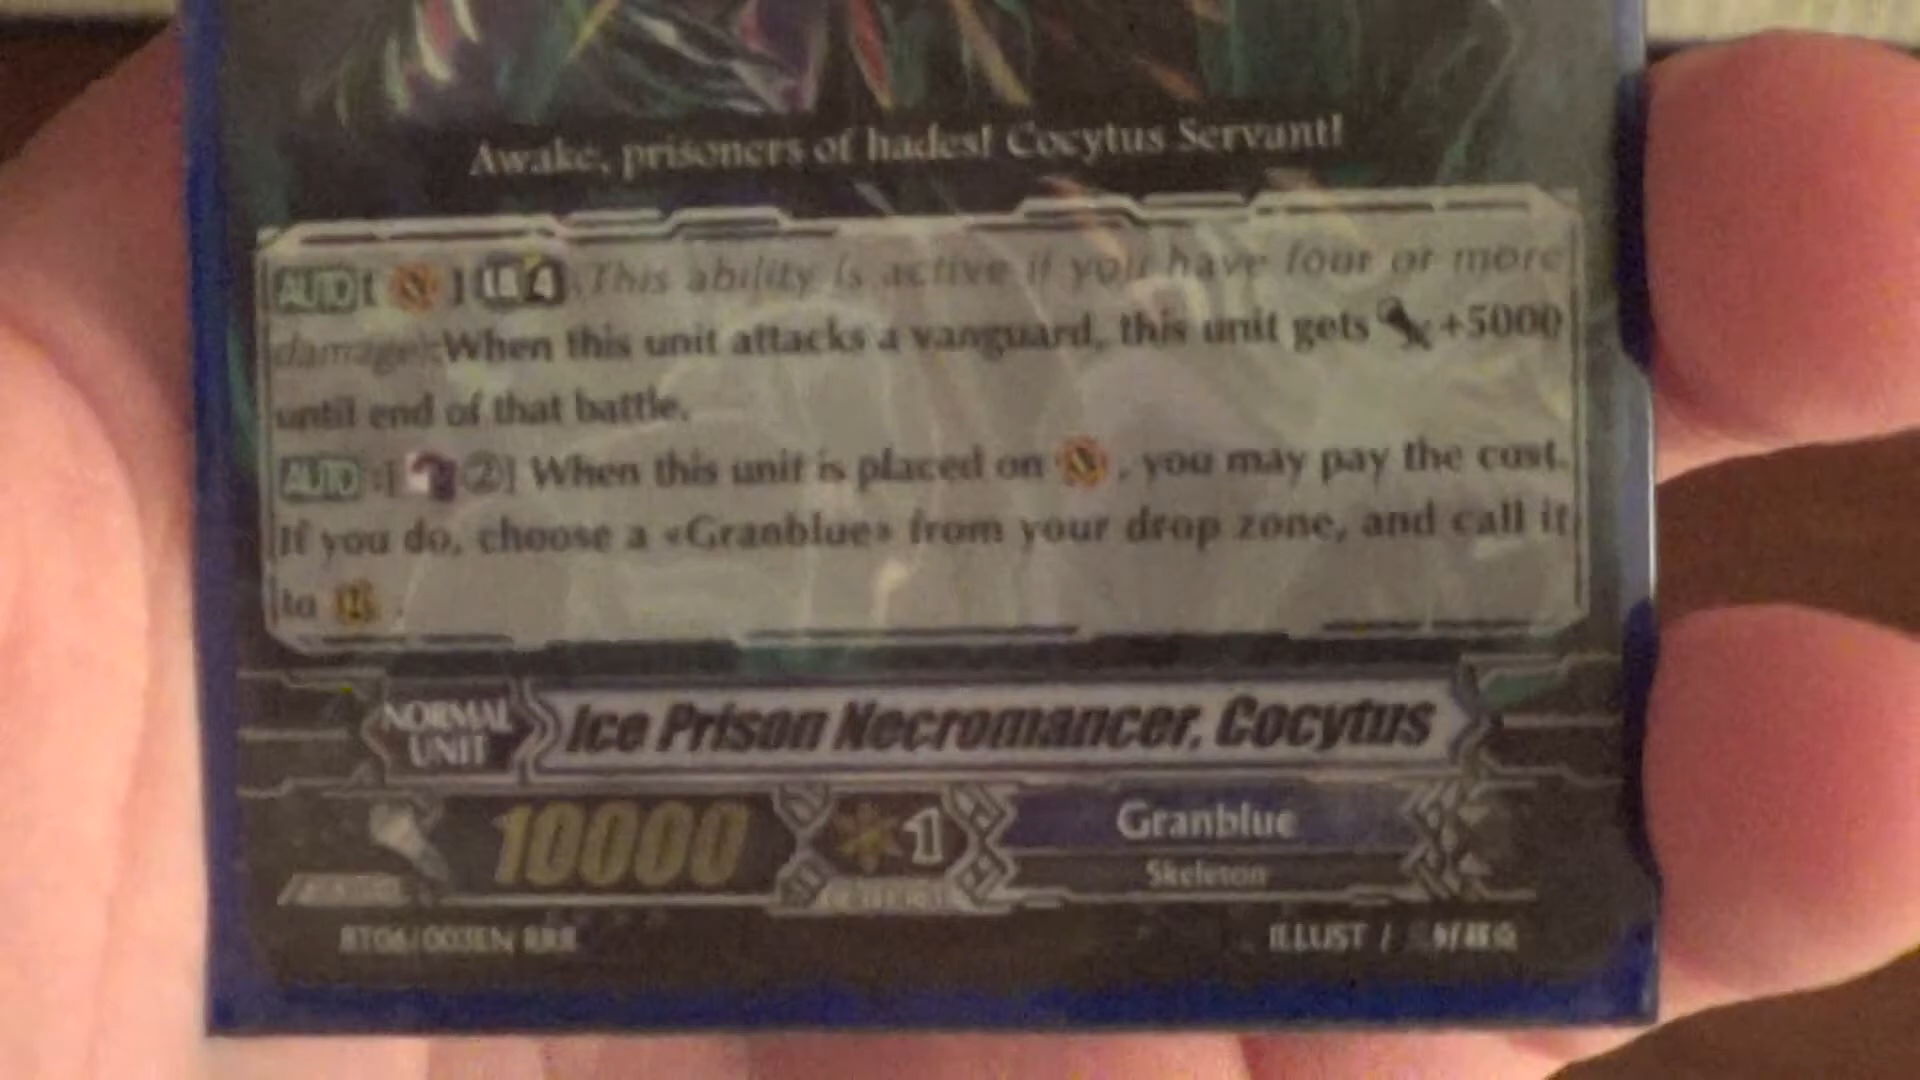 Awake, prisoners of hades! Cocytus Servant!
AUTO [ ] LB4 (This ability is active if you have four or more
damage):When this unit attacks a vanguard, this unit gets +5000
until end of that battle.
AUTO :[ ②] When this unit is placed on , you may pay the cost.
If you do, choose a «Granblue» from your drop zone, and call it
to .
NORMAL
UNIT
Ice Prison Necromancer, Cocytus
10000
1
Granblue
Skeleton
BT06/003EN RRR
ILLUST /